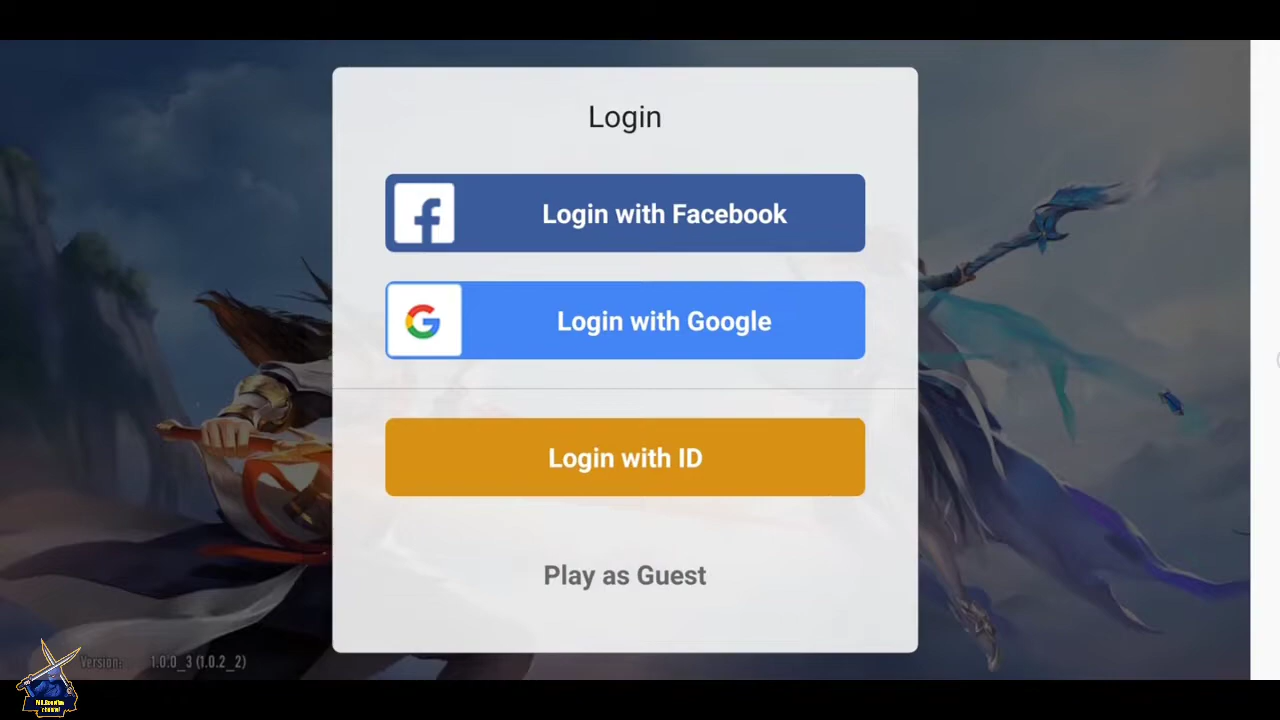 Login
Login with Facebook
Login with Google
Login with ID
Play as Guest
Version: 1.0.0_3 (1.0.2_2)